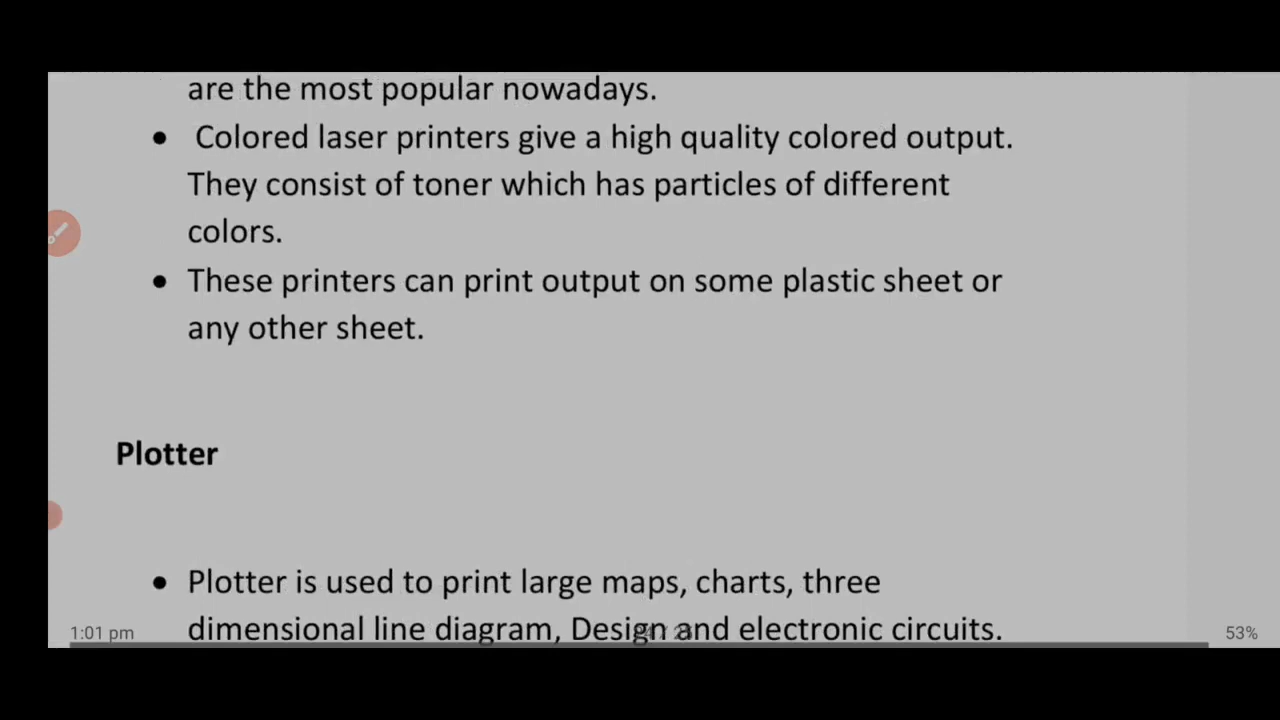 are the most popular nowadays.
• Colored laser printers give a high quality colored output.
They consist of toner which has particles of different
colors.
• These printers can print output on some plastic sheet or
any other sheet.
Plotter
• Plotter is used to print large maps, charts, three
dimensional line diagram, Design and electronic circuits.
1:01 pm
53%